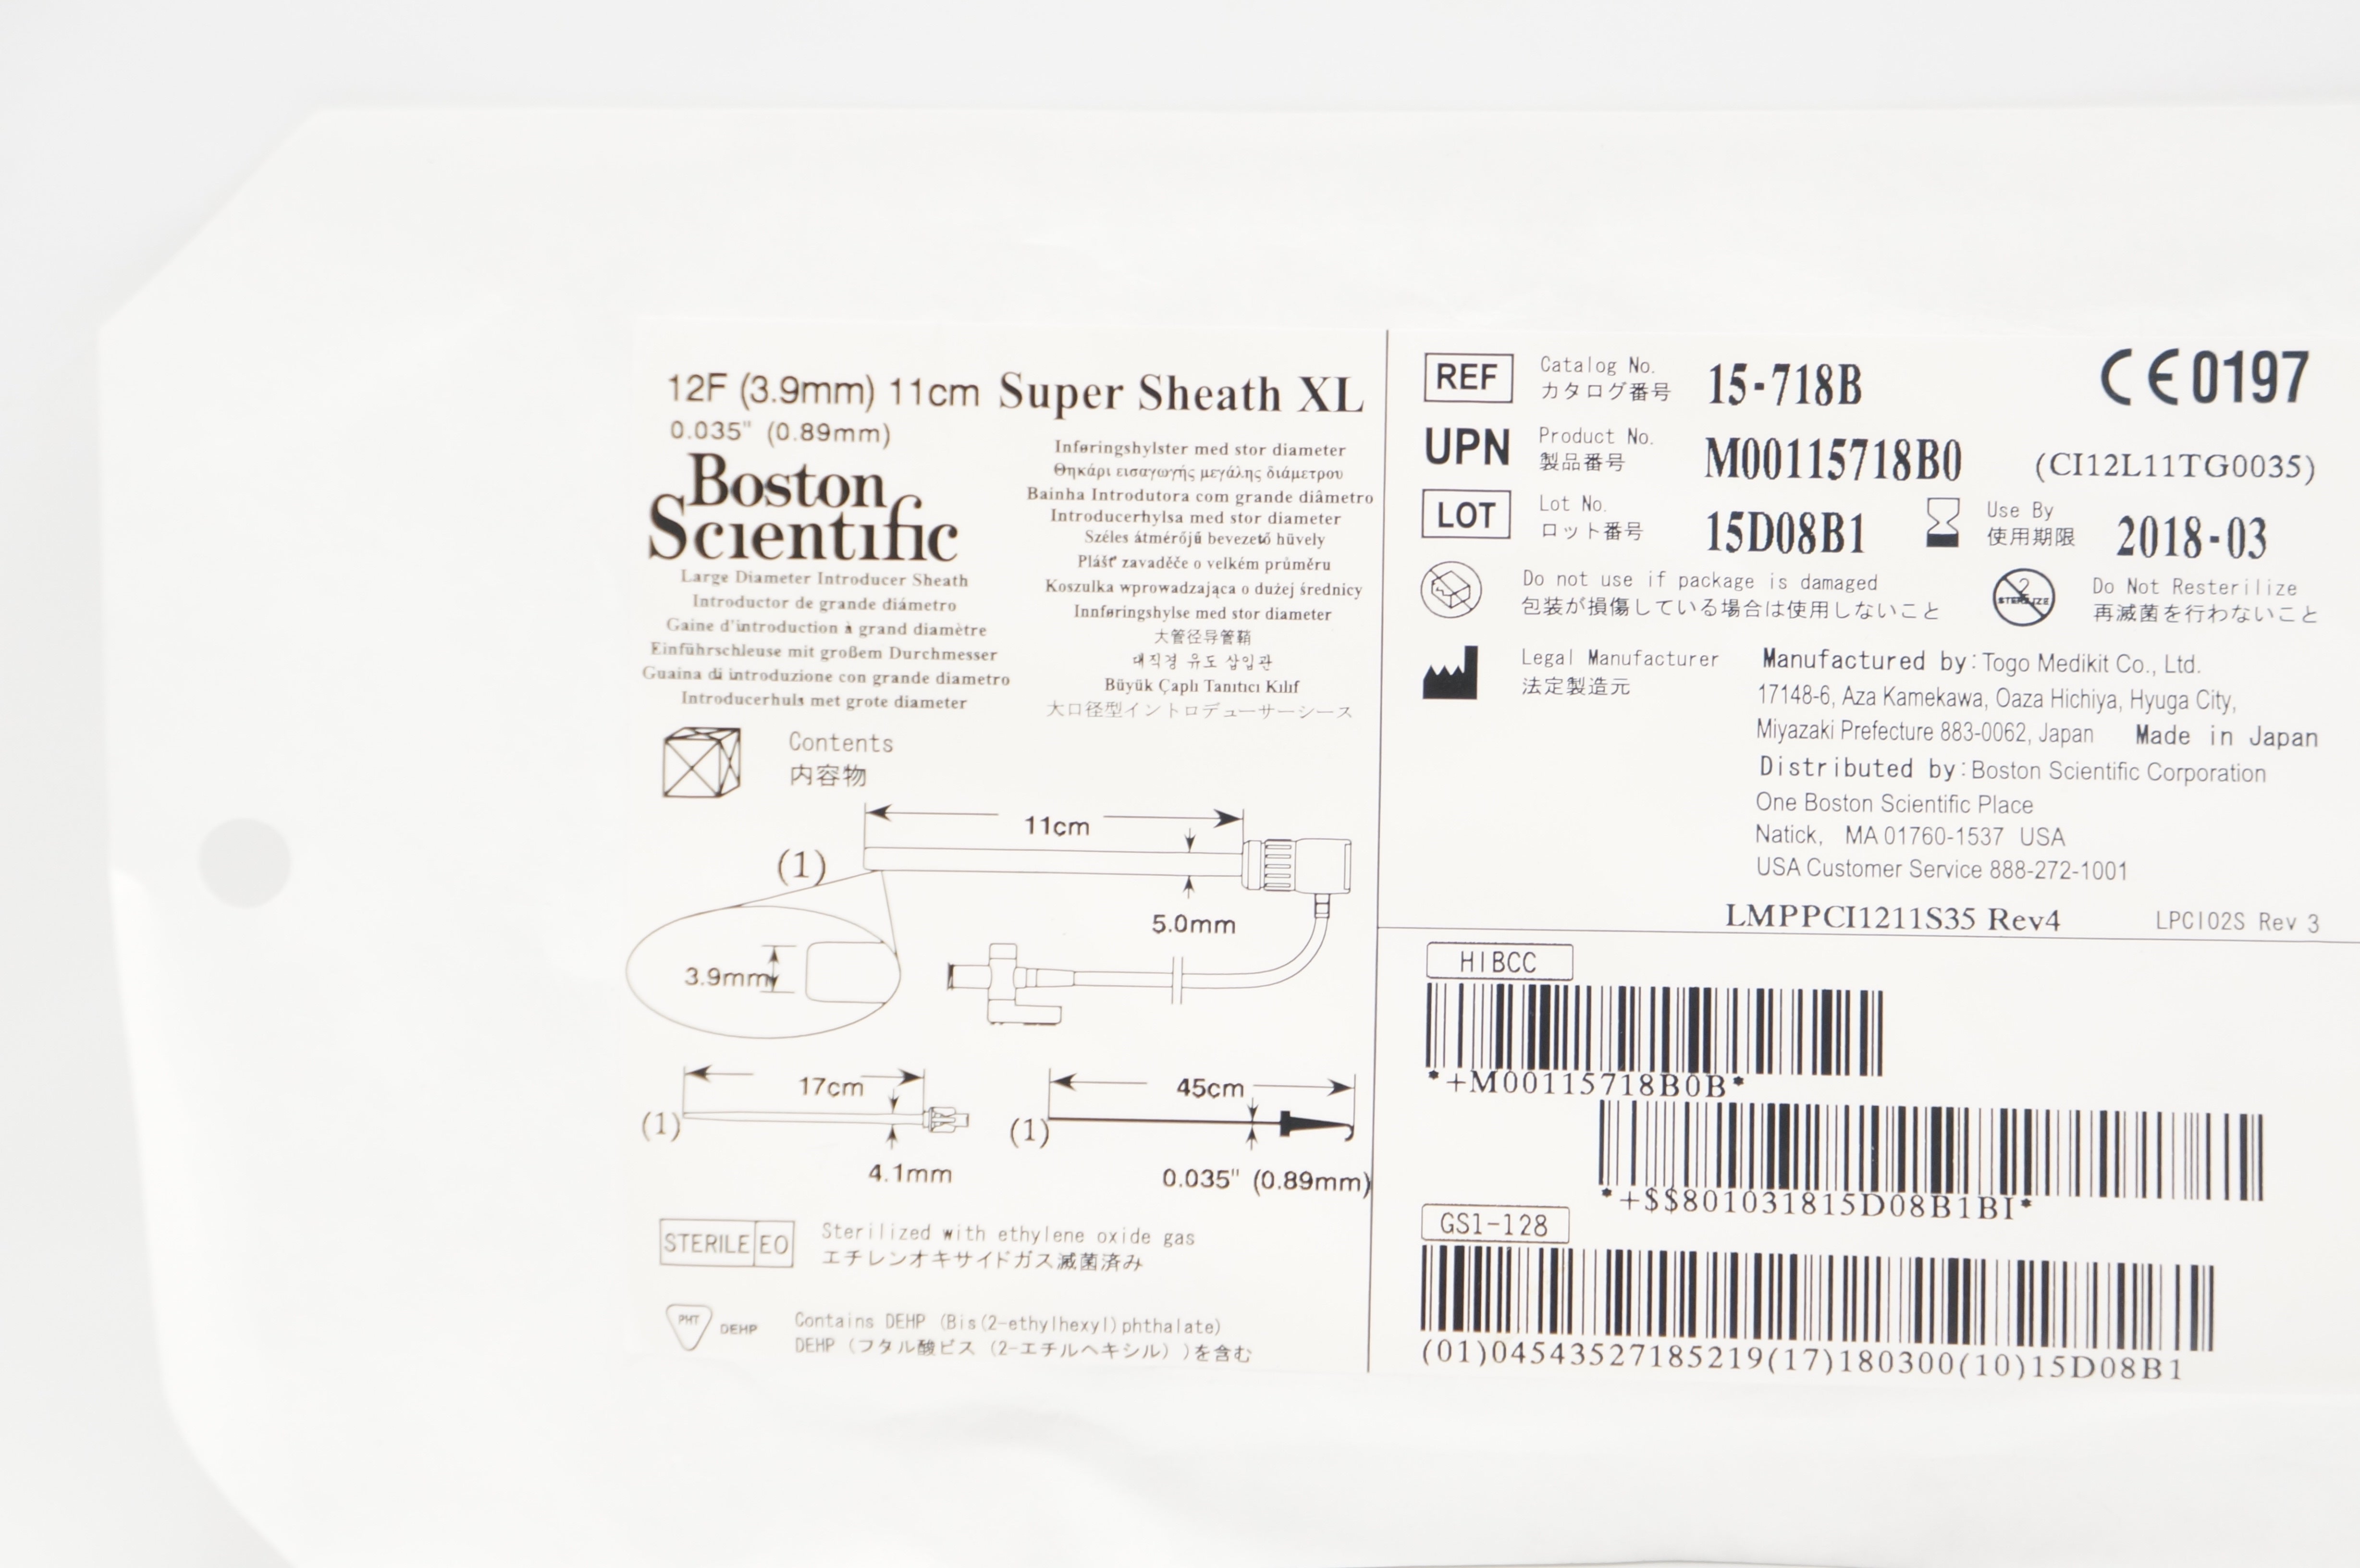 12F (3.9mm) 11cm Super Sheath XL
0.035" (0.89mm)
Boston
Scientific
Large Diameter Introducer Sheath
Introductor de grande diámetro
Gaine d'introduction à grand diamètre
Einführschleuse mit großem Durchmesser
Guaina di introduzione con grande diametro
Introducerhuls met grote diameter
Inføringshylster med stor diameter
Θηκάρι εισαγωγής μεγάλης διάμετρου
Bainha Introdutora com grande diâmetro
Introducerhylsa med stor diameter
Széles átmérőjű bevezető hüvely
Plášť zavaděče o velkém průměru
Koszulka wprowadzająca o dużej średnicy
Innføringshylse med stor diameter
大管径导管鞘
대직경 유도 삽입관
Büyük Çaplı Tanıtıcı Kılıf
大口径型イントロデューサーシース
Contents
内容物
11cm
(1)
5.0mm
3.9mm
17cm
(1)
4.1mm
45cm
(1)
0.035" (0.89mm)
STERILE EO
Sterilized with ethylene oxide gas
エチレンオキサイドガス滅菌済み
PHT
DEHP
Contains DEHP (Bis(2-ethylhexyl)phthalate)
DEHP (フタル酸ビス (2-エチルヘキシル) )を含む
REF Catalog No. 15-718B
カタログ番号
CE 0197
UPN Product No. M00115718B0 (CI12L11TG0035)
製品番号
LOT Lot No. 15D08B1
ロット番号
Use By 2018-03
使用期限
Do not use if package is damaged
包装が損傷している場合は使用しないこと
2
STERILIZE
Do Not Resterilize
再滅菌を行わないこと
Legal Manufacturer
法定製造元
Manufactured by: Togo Medikit Co., Ltd.
17148-6, Aza Kamekawa, Oaza Hichiya, Hyuga City,
Miyazaki Prefecture 883-0062, Japan Made in Japan
Distributed by: Boston Scientific Corporation
One Boston Scientific Place
Natick, MA 01760-1537 USA
USA Customer Service 888-272-1001
LMPPCI1211S35 Rev4 LPCI02S Rev 3
HIBCC
*+M00115718B0B*
*+$$801031815D08B1BI*
GS1-128
(01)04543527185219(17)180300(10)15D08B1